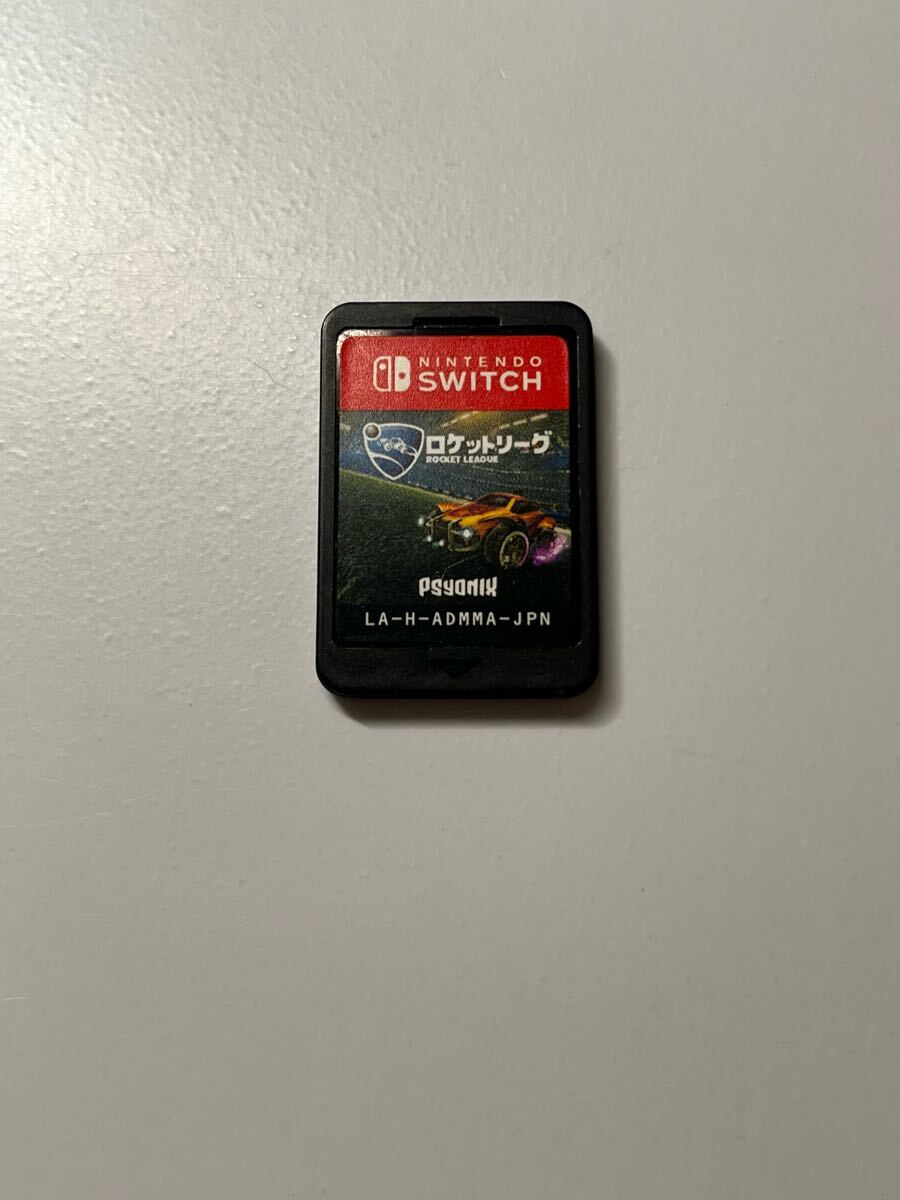 NINTENDO
SWITCH
ロケットリーグ
ROCKET LEAGUE
PSYONIX
LA-H-ADMMA-JPN